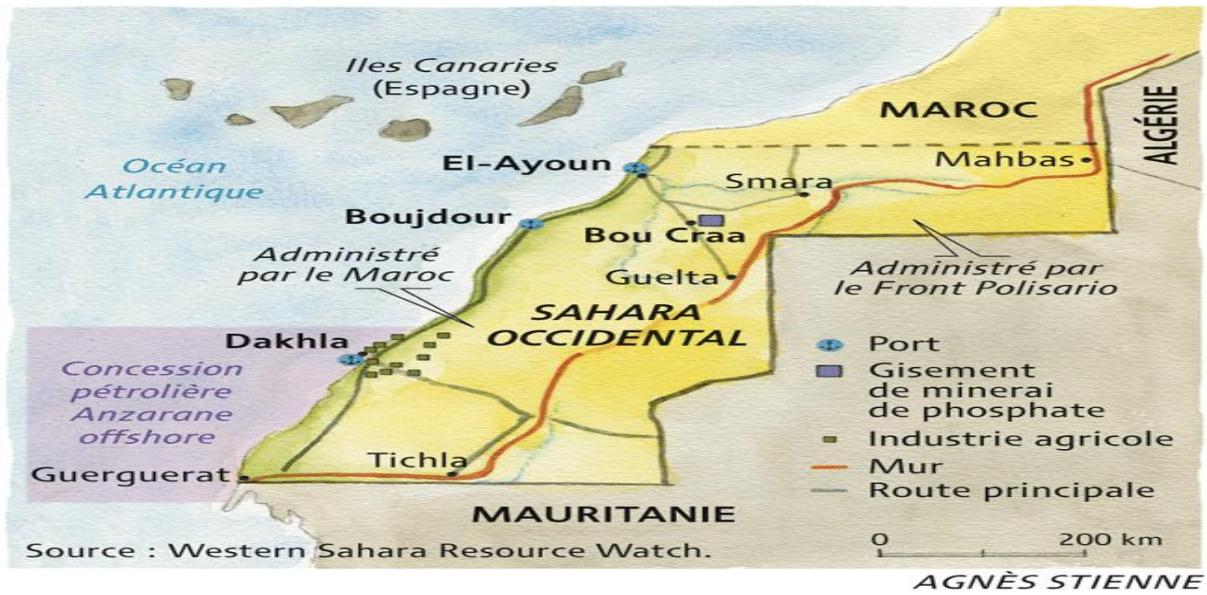 Iles Canaries
(Espagne)
MAROC
ALGÉRIE
Océan
Atlantique
El-Ayoun
Mahbas
Smara
Boujdour
Bou Craa
Administré
par le Maroc
Guelta
Administré par
le Front Polisario
SAHARA
OCCIDENTAL
Dakhla
Concession
pétrolière
Anzarane
offshore
Port
Gisement
de minerai
de phosphate
Industrie agricole
Mur
Route principale
Guerguerat
Tichla
MAURITANIE
0 200 km
Source : Western Sahara Resource Watch.
AGNÈS STIENNE